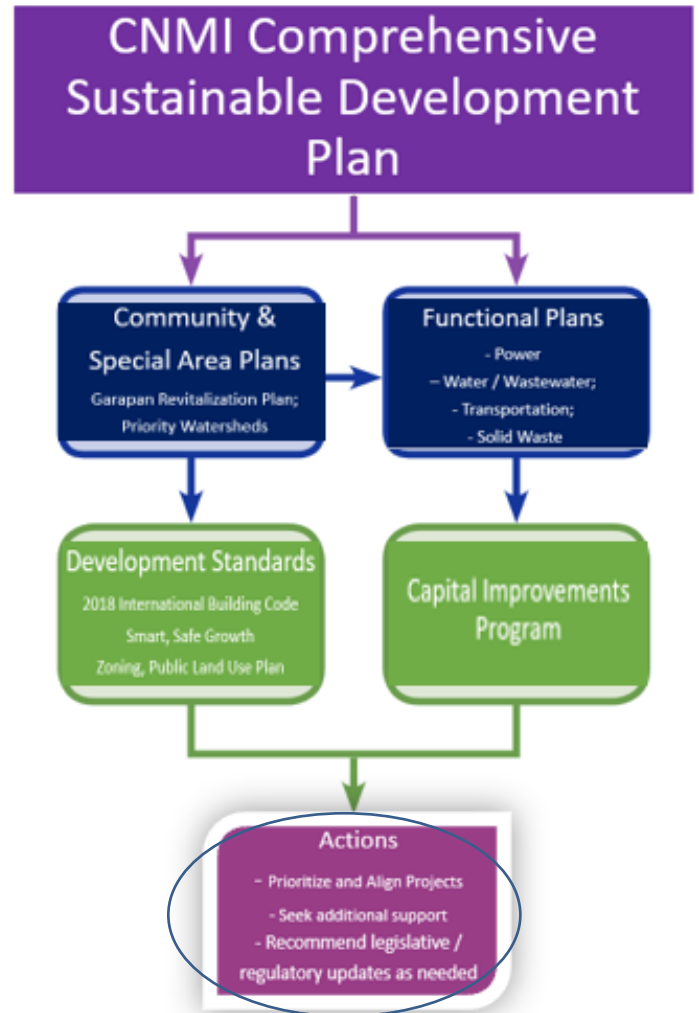 CNMI Comprehensive
Sustainable Development
Plan
Community &
Special Area Plans
Garapan Revitalization Plan;
Priority Watersheds
Functional Plans
- Power
– Water / Wastewater;
- Transportation;
- Solid Waste
Development Standards
2018 International Building Code
Smart, Safe Growth
Zoning, Public Land Use Plan
Capital Improvements
Program
Actions
– Prioritize and Align Projects
- Seek additional support
- Recommend legislative /
regulatory updates as needed